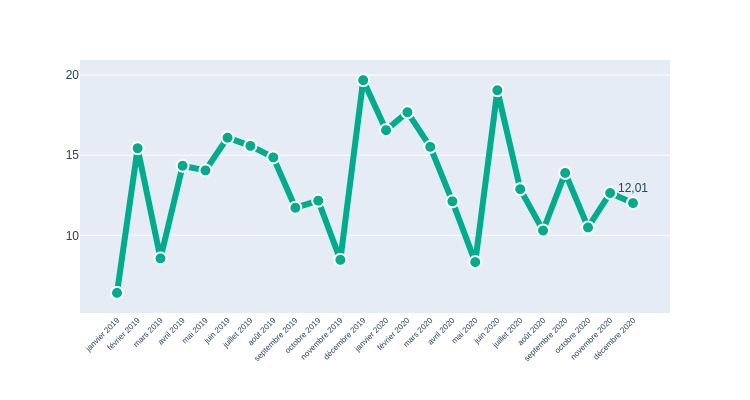 20
15
10
12,01
janvier 2019
février 2019
mars 2019
avril 2019
mai 2019
juin 2019
juillet 2019
août 2019
septembre 2019
octobre 2019
novembre 2019
décembre 2019
janvier 2020
février 2020
mars 2020
avril 2020
mai 2020
juin 2020
juillet 2020
août 2020
septembre 2020
octobre 2020
novembre 2020
décembre 2020